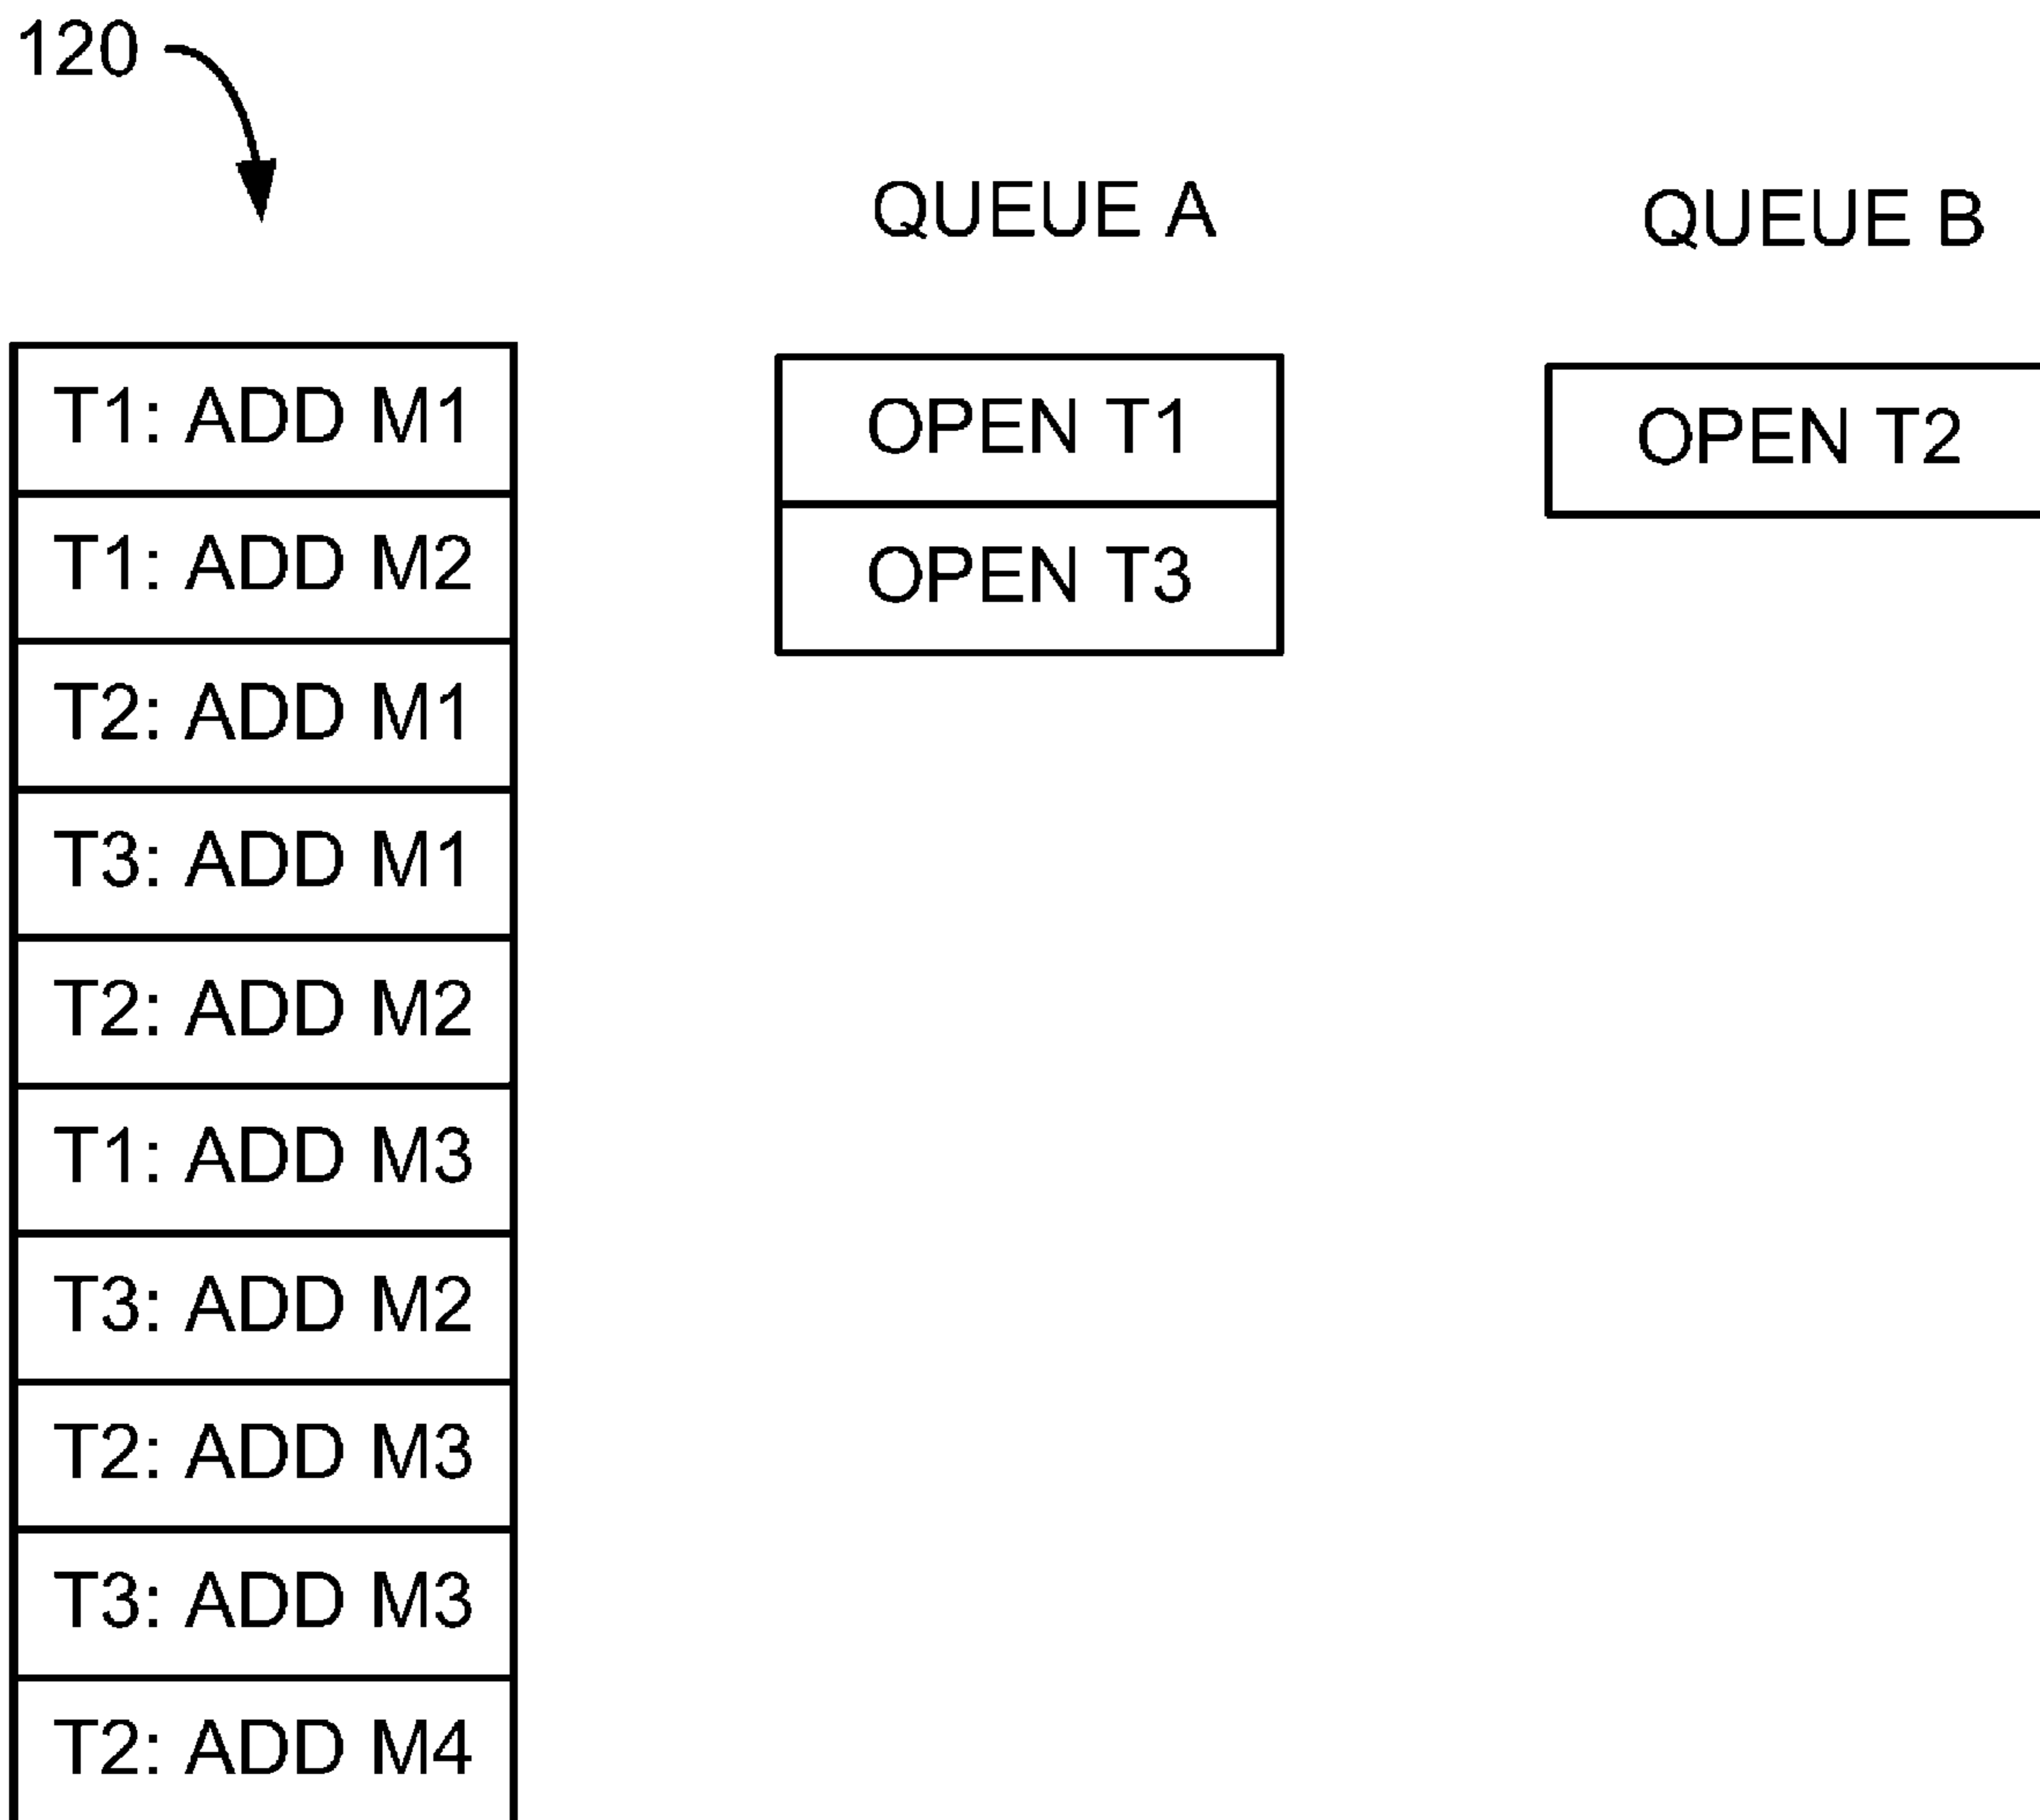 120
QUEUE A
QUEUE B
T1: ADD M1
T1: ADD M2
T2: ADD M1
T3: ADD M1
T2: ADD M2
T1: ADD M3
T3: ADD M2
T2: ADD M3
T3: ADD M3
T2: ADD M4
OPEN T1
OPEN T3
OPEN T2